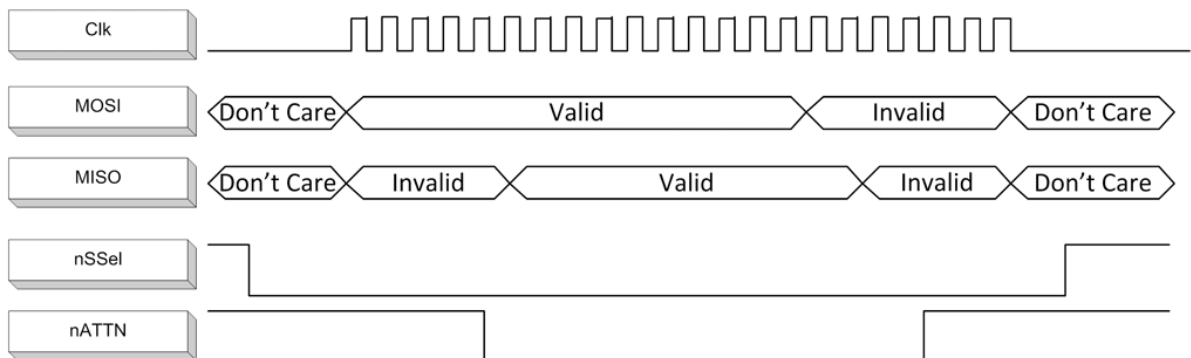 Clk
MOSI
Don't Care Valid Invalid Don't Care
MISO
Don't Care Invalid Valid Invalid Don't Care
nSSel
nATTN